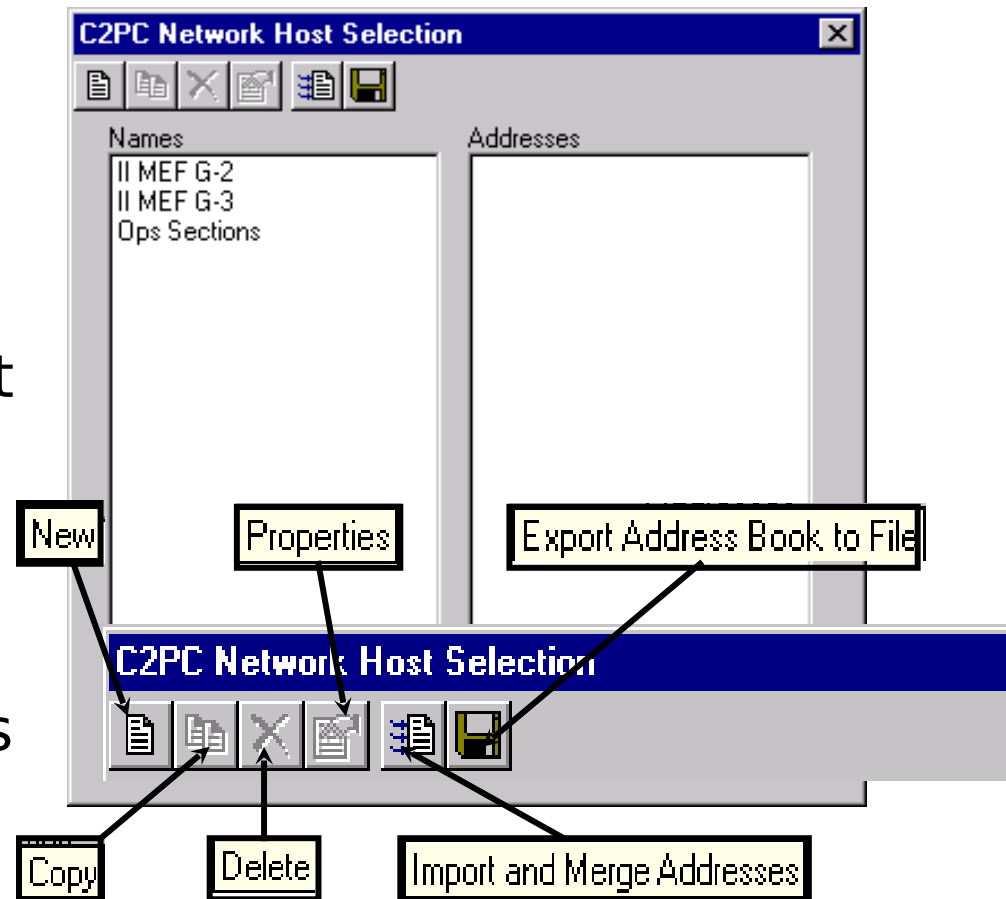 C2PC Network Host Selection
Names
Addresses
II MEF G-2
II MEF G-3
Ops Sections
t
New
Properties
Export Address Book to File
C2PC Network Host Selection
s
Copy
Delete
Import and Merge Addresses